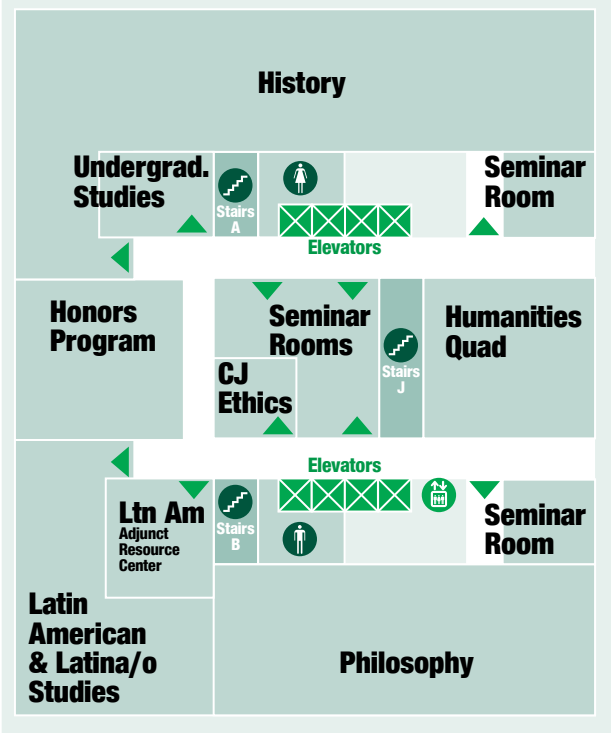 History
Undergrad.
Studies
Stairs
A
Seminar
Room
Elevators
Honors
Program
Seminar
Rooms
CJ
Ethics
Stairs
J
Humanities
Quad
Elevators
Ltn Am
Adjunct
Resource
Center
Stairs
B
Seminar
Room
Latin
American
& Latina/o
Studies
Philosophy